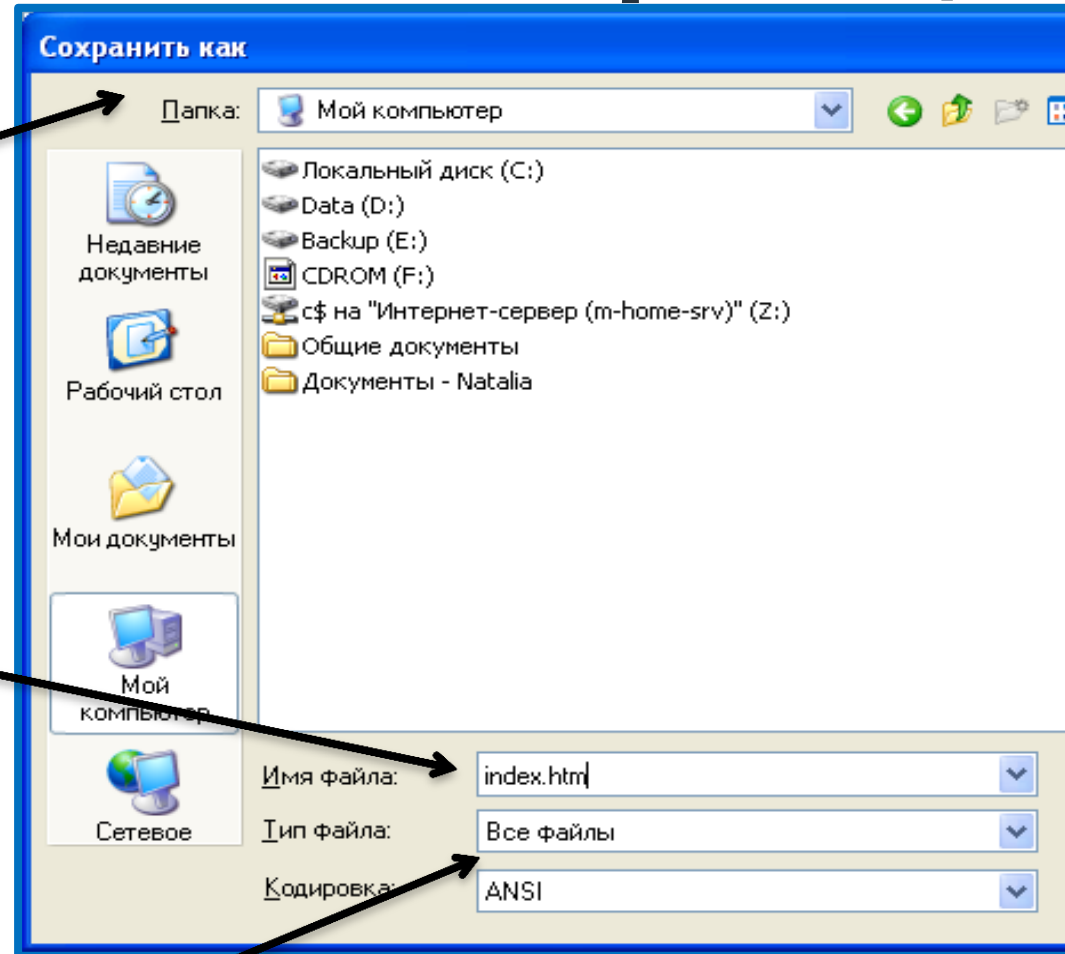 Сохранить как
Папка:
Мой компьютер
Локальный диск (C:)
Data (D:)
Backup (E:)
CDROM (F:)
c$ на "Интернет-сервер (m-home-srv)" (Z:)
Общие документы
Документы - Natalia
Недавние
документы
Рабочий стол
Мои документы
Мой
компьютер
Сетевое
Имя файла:
index.htm
Тип файла:
Все файлы
Кодировка:
ANSI